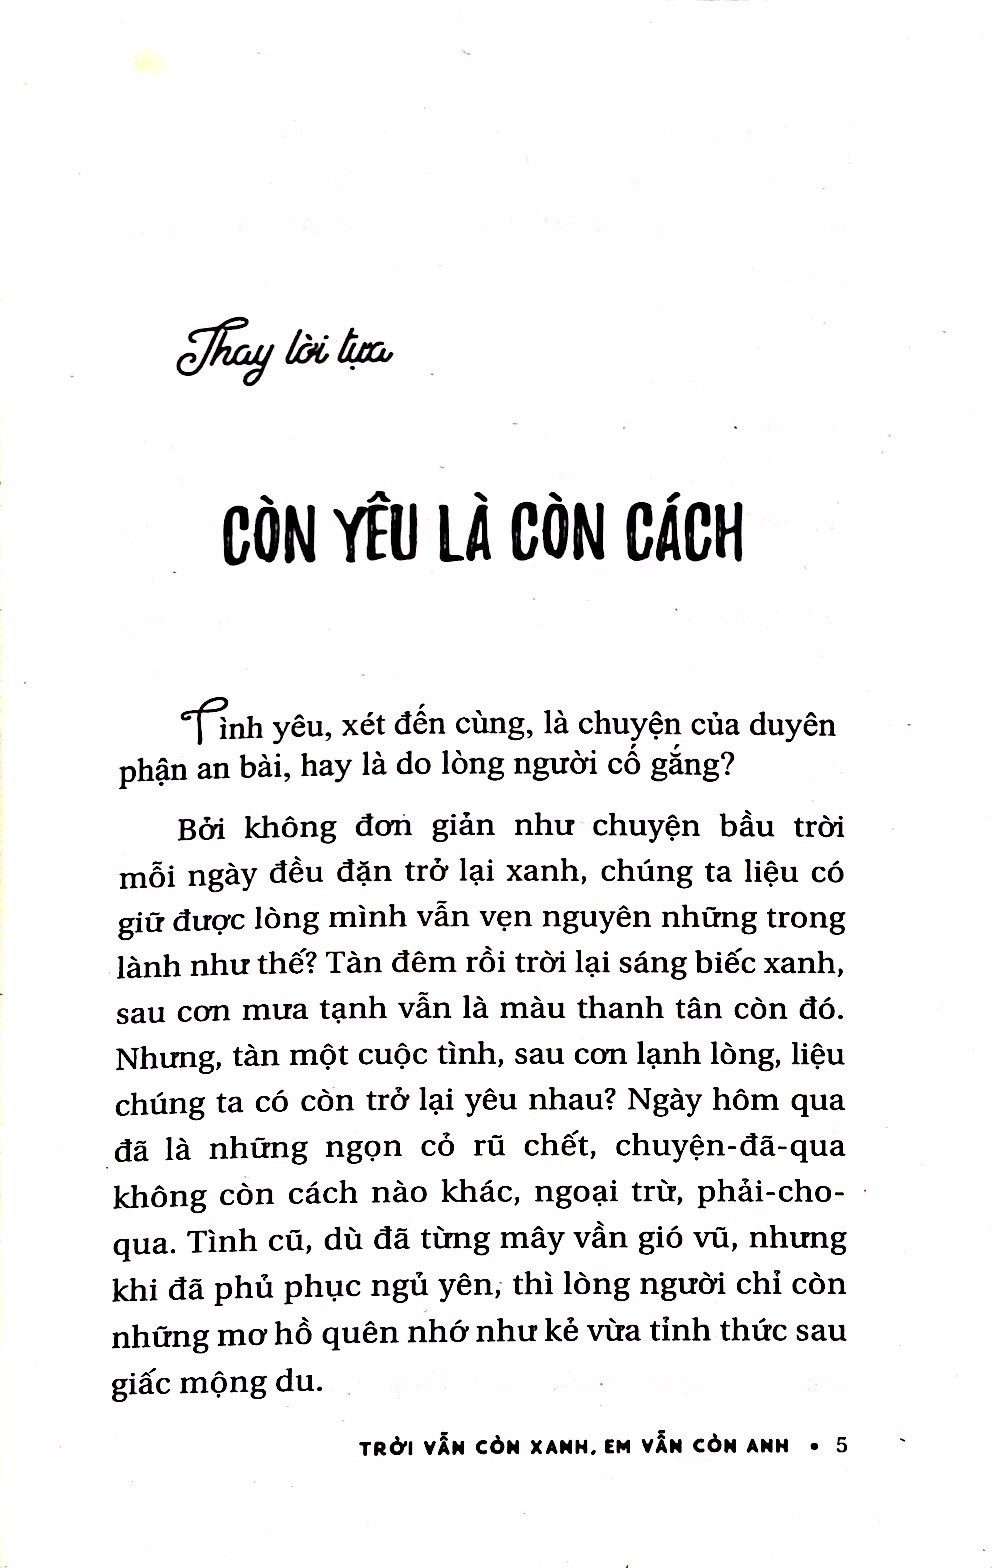 Thay lời tựa
CÒN YÊU LÀ CÒN CÁCH
Tình yêu, xét đến cùng, là chuyện của duyên
phận an bài, hay là do lòng người cố gắng?
Bởi không đơn giản như chuyện bầu trời
mỗi ngày đều đặn trở lại xanh, chúng ta liệu có
giữ được lòng mình vẫn vẹn nguyên những trong
lành như thế? Tàn đêm rồi trời lại sáng biếc xanh,
sau cơn mưa tạnh vẫn là màu thanh tân còn đó.
Nhưng, tàn một cuộc tình, sau cơn lạnh lòng, liệu
chúng ta có còn trở lại yêu nhau? Ngày hôm qua
đã là những ngọn cỏ rũ chết, chuyện-đã-qua
không còn cách nào khác, ngoại trừ, phải-cho-
qua. Tình cũ, dù đã từng mây vần gió vũ, nhưng
khi đã phủ phục ngủ yên, thì lòng người chỉ còn
những mơ hồ quên nhớ như kẻ vừa tỉnh thức sau
giấc mộng du.
TRỜI VẪN CÒN XANH, EM VẪN CÒN ANH • 5